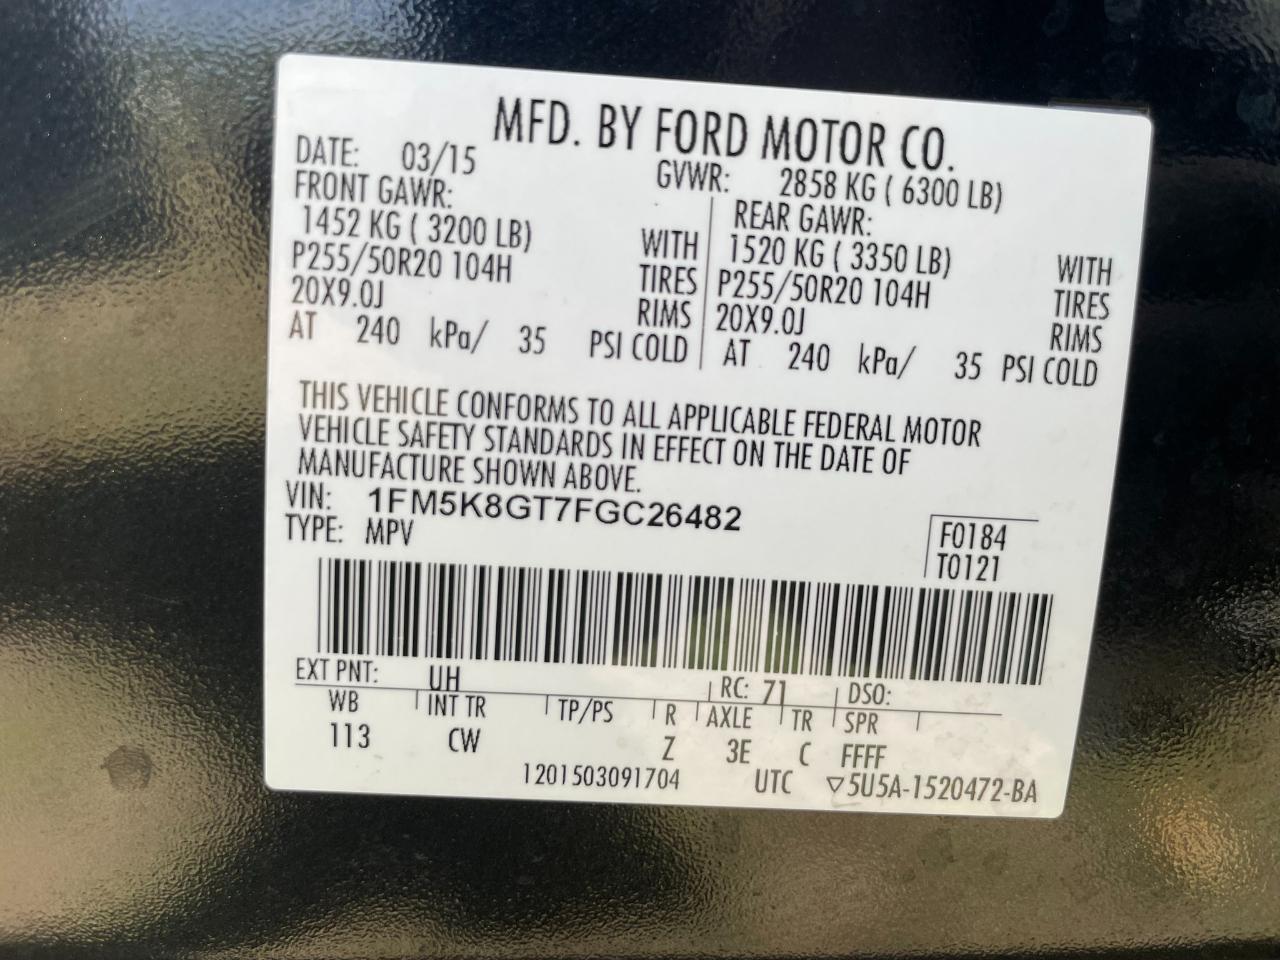 MFD. BY FORD MOTOR CO.
DATE: 03/15 GVWR: 2858 KG ( 6300 LB)
FRONT GAWR: REAR GAWR:
1452 KG ( 3200 LB) WITH 1520 KG ( 3350 LB) WITH
P255/50R20 104H TIRES P255/50R20 104H TIRES
20X9.0J RIMS 20X9.0J RIMS
AT 240 kPa/ 35 PSI COLD AT 240 kPa/ 35 PSI COLD
THIS VEHICLE CONFORMS TO ALL APPLICABLE FEDERAL MOTOR
VEHICLE SAFETY STANDARDS IN EFFECT ON THE DATE OF
MANUFACTURE SHOWN ABOVE.
VIN: 1FM5K8GT7FGC26482
TYPE: MPV F0184
T0121
EXT PNT: UH RC: 71 DSO:
WB INT TR TP/PS R AXLE TR SPR
113 CW Z 3E C FFFF
1201503091704 UTC ▽5U5A-1520472-BA